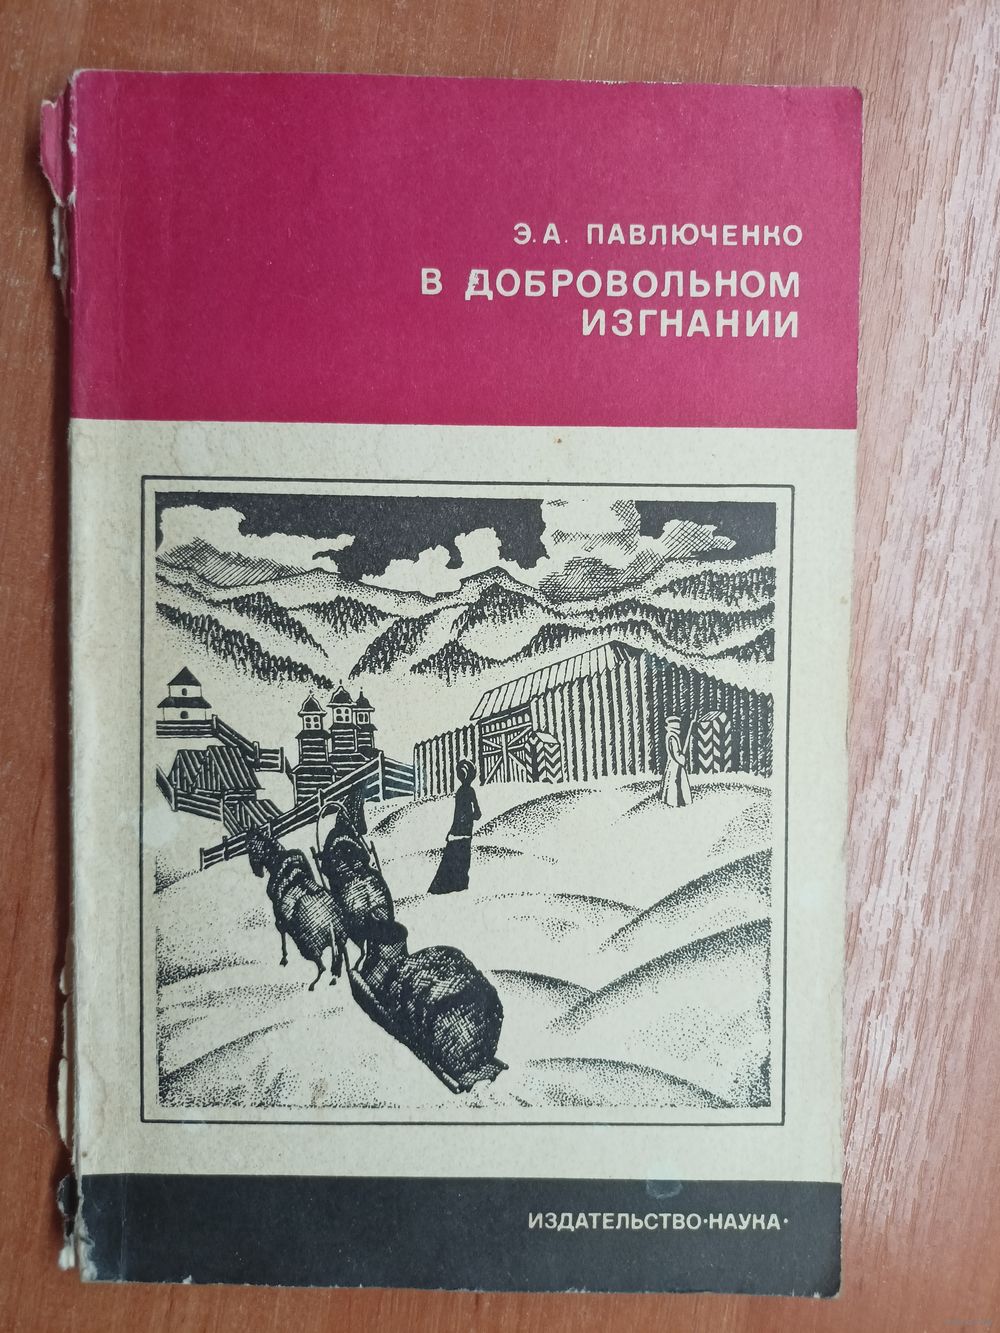 Э.А. ПАВЛЮЧЕНКО
В ДОБРОВОЛЬНОМ
ИЗГНАНИИ
ИЗДАТЕЛЬСТВО·НАУКА·